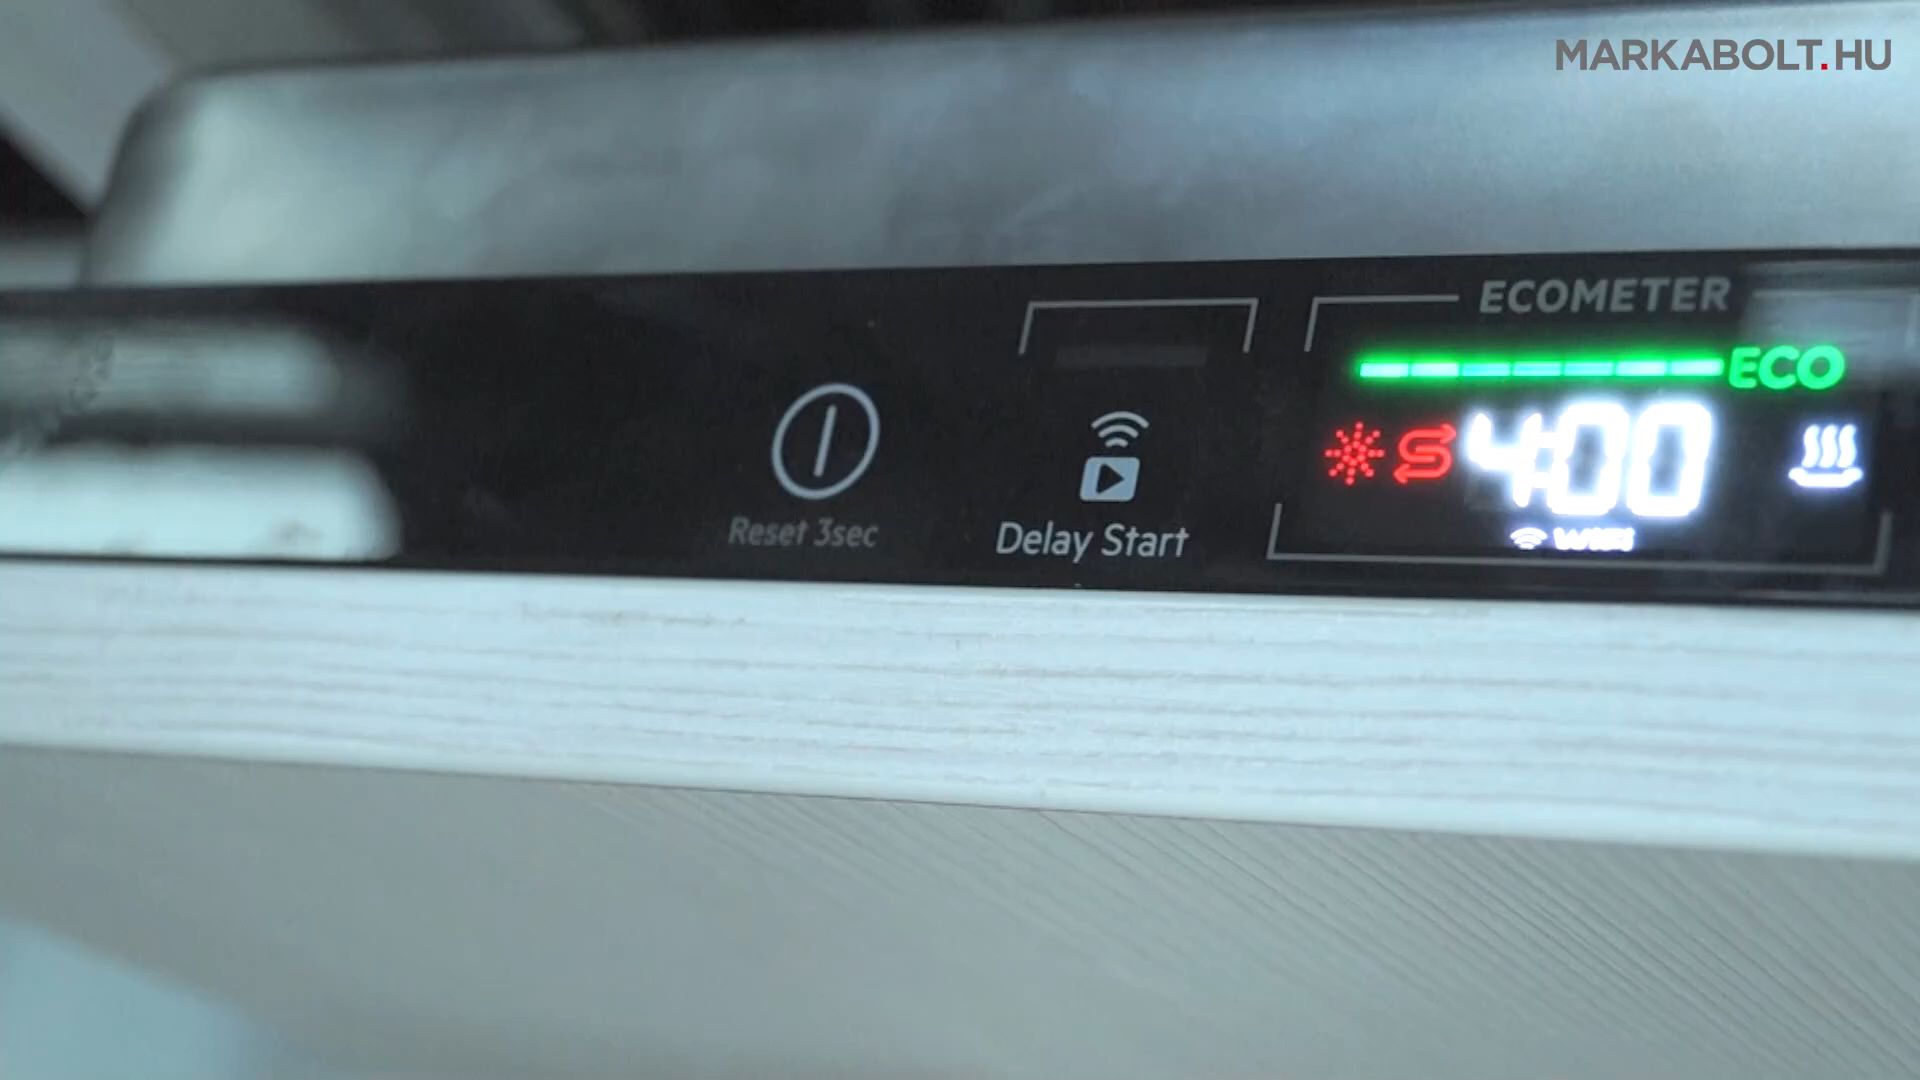 MARKABOLT.HU
ECOMETER
ECO
4:00
WIFI
Reset 3sec
Delay Start